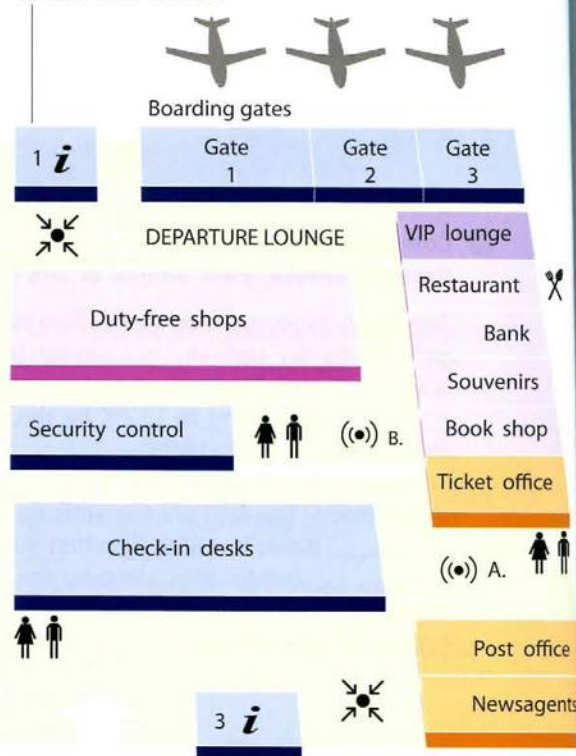 Boarding gates
1 i
Gate
1
Gate
2
Gate
3
DEPARTURE LOUNGE
VIP lounge
Restaurant
Duty-free shops
Bank
Souvenirs
Security control
B.
Book shop
Ticket office
Check-in desks
A.
Post office
Newsagents
3 i